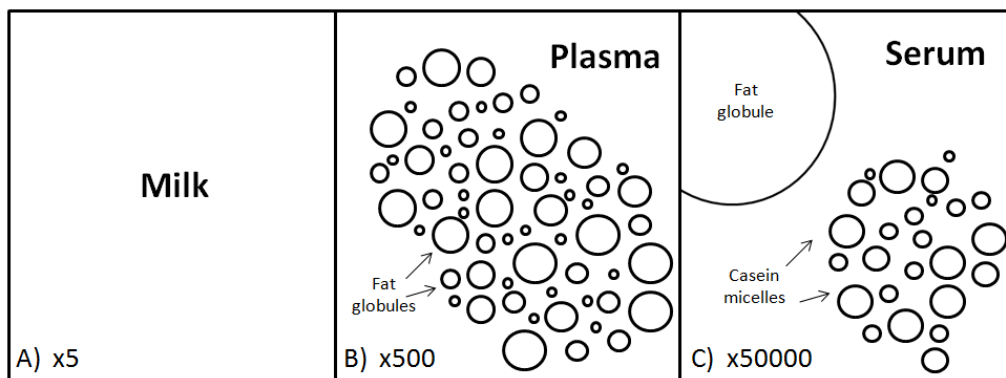 Milk
A) x5
Plasma
Fat
globules
B) x500
Serum
Fat
globule
Casein
micelles
C) x50000